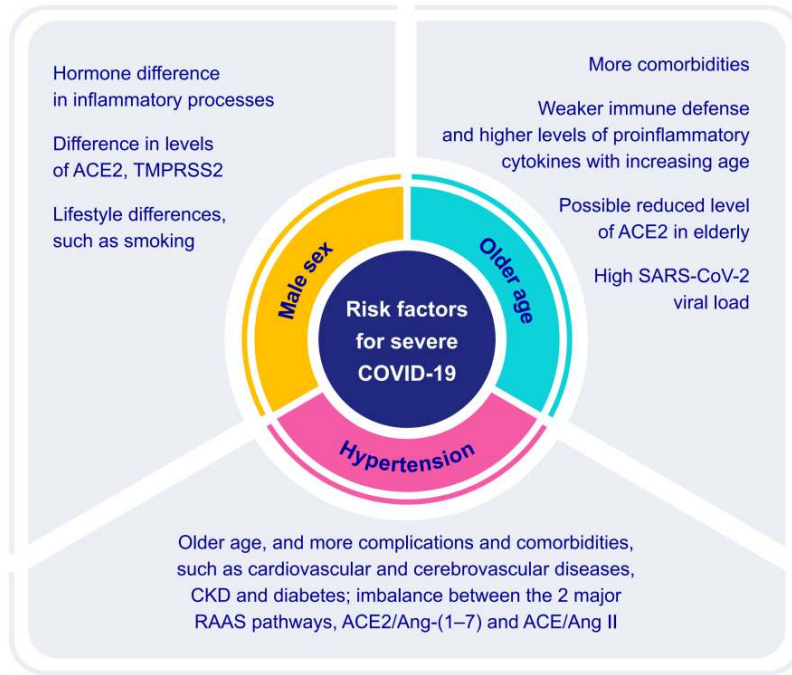 Hormone difference
in inflammatory processes
Difference in levels
of ACE2, TMPRSS2
Lifestyle differences,
such as smoking
More comorbidities
Weaker immune defense
and higher levels of proinflammatory
cytokines with increasing age
Possible reduced level
of ACE2 in elderly
High SARS-CoV-2
viral load
Male sex
Older age
Risk factors
for severe
COVID-19
Hypertension
Older age, and more complications and comorbidities,
such as cardiovascular and cerebrovascular diseases,
CKD and diabetes; imbalance between the 2 major
RAAS pathways, ACE2/Ang-(1–7) and ACE/Ang II